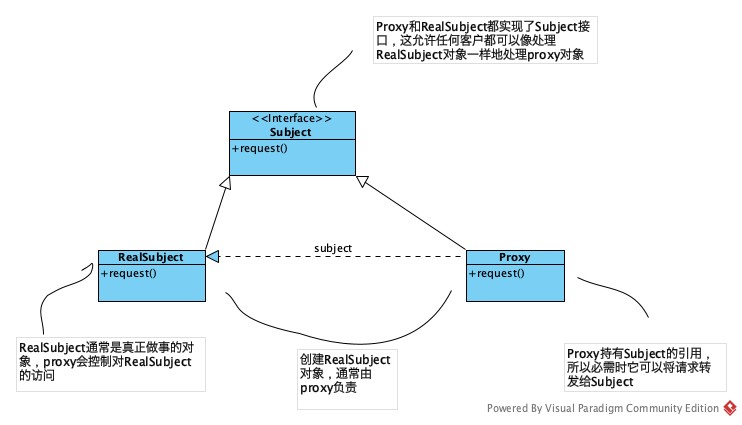 Proxy和RealSubject都实现了Subject接
口，这允许任何客户都可以像处理
RealSubject对象一样地处理proxy对象
<<Interface>>
Subject
+request()
subject
RealSubject
+request()
Proxy
+request()
RealSubject通常是真正做事的对
象，proxy会控制对RealSubject
的访问
创建RealSubject
对象，通常由
proxy负责
Proxy持有Subject的引用，
所以必需时它可以将请求转
发给Subject
Powered By Visual Paradigm Community Edition